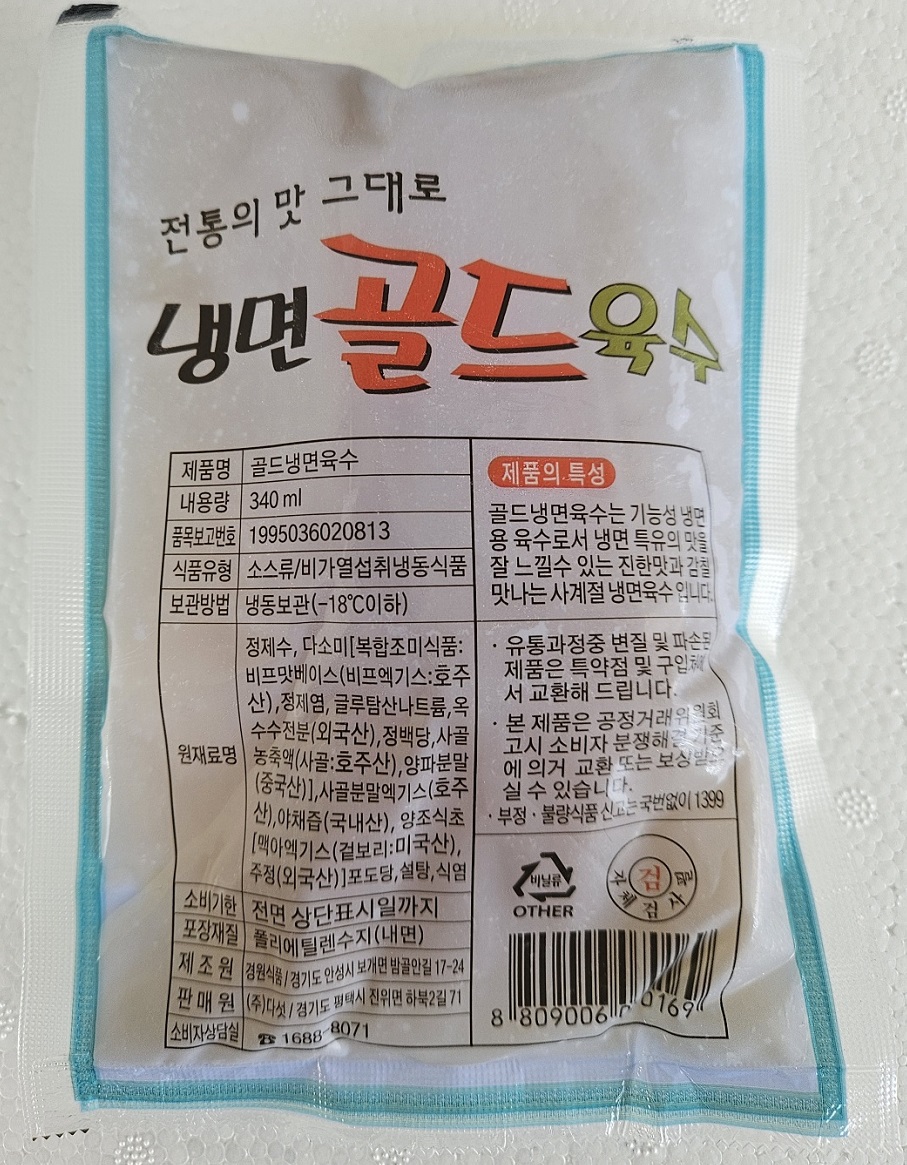 전통의 맛 그대로
냉면골드육수
제품명 골드냉면육수
내용량 340 ml
품목보고번호 1995036020813
식품유형 소스류/비가열섭취냉동식품
보관방법 냉동보관(-18℃이하)
원재료명
정제수, 다소미[복합조미식품:
비프맛베이스(비프엑기스:호주
산),정제염, 글루탐산나트륨,옥
수수전분(외국산),정백당,사골
농축액(사골:호주산),양파분말
(중국산)],사골분말엑기스(호주
산),야채즙(국내산), 양조식초
[맥아엑기스(겉보리:미국산),
주정(외국산)]포도당,설탕,식염
소비기한 전면 상단표시일까지
포장재질 폴리에틸렌수지(내면)
제조원 경원식품/경기도 안성시 보개면 밤골안길 17-24
판매원 (주)다섯/경기도 평택시 진위면 하북2길 71
소비자상담실 ☎ 1688-8071
제품의 특성
골드냉면육수는 기능성 냉면
용 육수로서 냉면 특유의 맛을
잘 느낄수 있는 진한맛과 감칠
맛나는 사계절 냉면육수 입니다.
· 유통과정중 변질 및 파손된
제품은 특약점 및 구입처에
서 교환해 드립니다.
· 본 제품은 공정거래위원회
고시 소비자 분쟁해결 기준
에 의거 교환 또는 보상받으
실 수 있습니다.
· 부정 · 불량식품 신고는 국번없이 1399
비닐류
OTHER
검
자체검사필
8 809006 0169